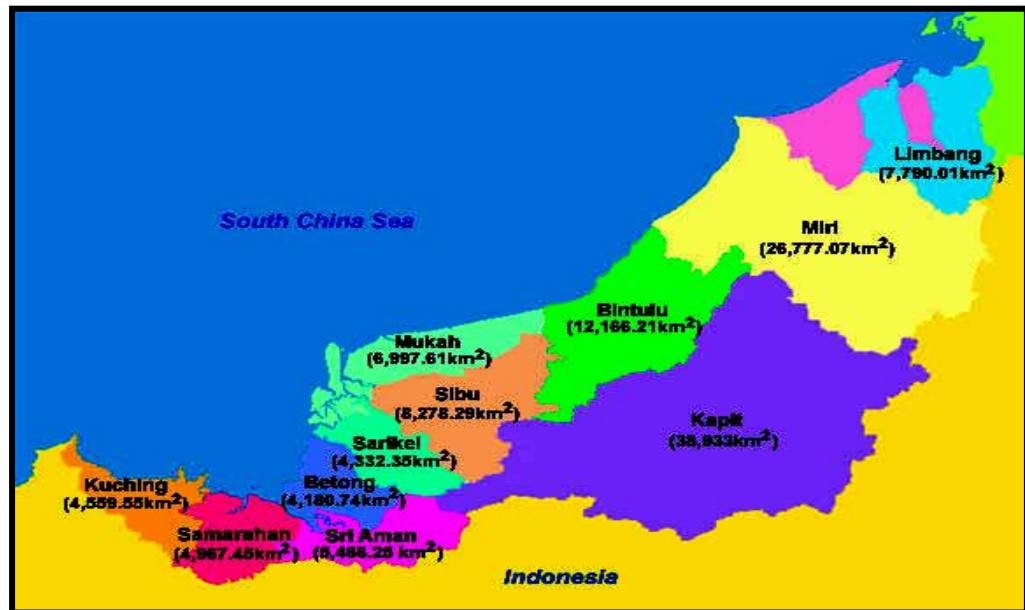 Limbang
(7,790.01km²)
South China Sea
Miri
(26,777.07km²)
Bintulu
(12,166.21km²)
Mukah
(6,997.61km²)
Sibu
(8,278.29km²)
Kapit
(38,933km²)
Sarikei
(4,332.35km²)
Kuching
(4,559.55km²)
Betong
(4,180.74km²)
Samarahan
(4,967.45km²)
Sri Aman
(5,466.25 km²)
Indonesia